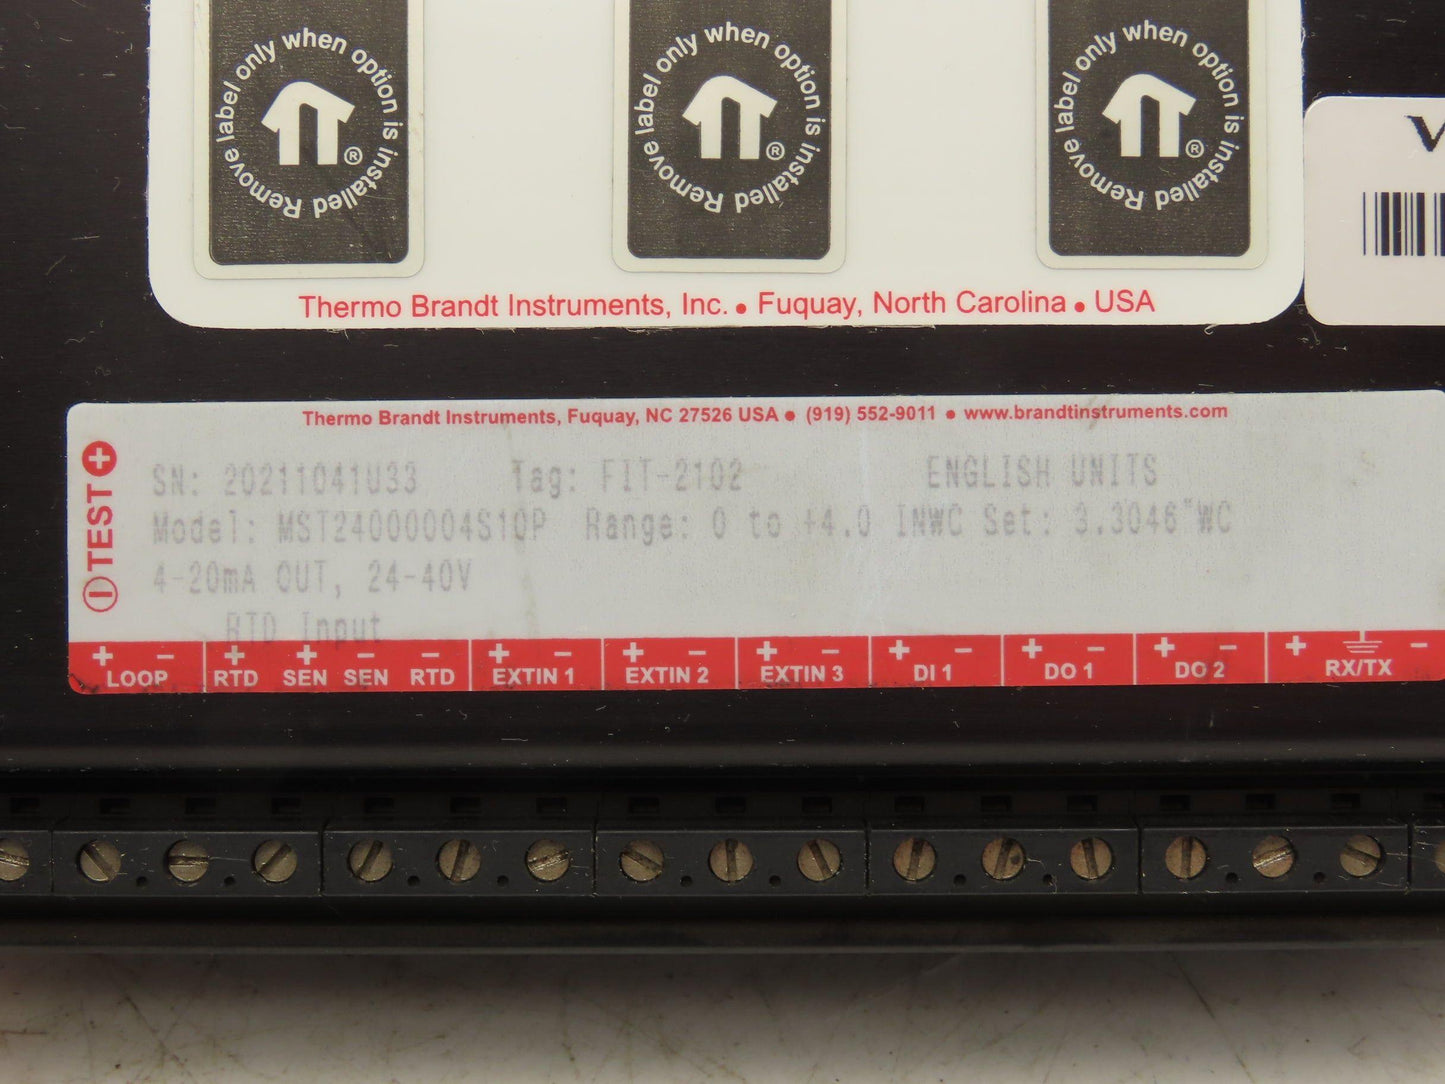 Remove label only when option is installed ®
Remove label only when option is installed ®
Remove label only when option is installed ®
Thermo Brandt Instruments, Inc. • Fuquay, North Carolina • USA
V
Thermo Brandt Instruments, Fuquay, NC 27526 USA • (919) 552-9011 • www.brandtinstruments.com
− TEST +
SN: 20211041U33 Tag: FIT-2102 ENGLISH UNITS
Model: MST24000004S10P Range: 0 to +4.0 INWC Set: 3.3046"WC
4-20mA OUT, 24-40V
RTD Input
+ − + + − − + − + − + − + − + − + − + −
LOOP RTD SEN SEN RTD EXTIN 1 EXTIN 2 EXTIN 3 DI 1 DO 1 DO 2 RX/TX